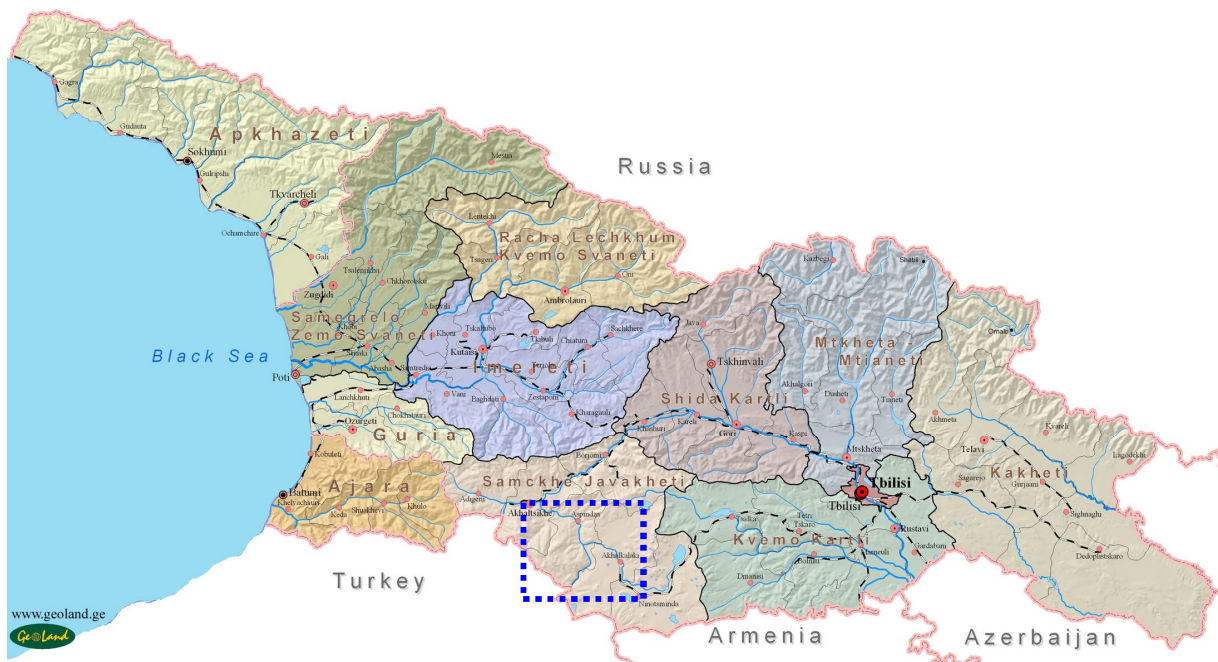 Gagra
Gudauta
Apkhazeti
Sokhumi
Gulripshi
Tkvarcheli
Ochamchire
Gali
Mestia
Russia
Lentekhi
Racha Lechkhum
Kvemo Svaneti
Tsageri
Oni
Ambrolauri
Tsalenjikha
Chkhorotsku
Zugdidi
Samegrelo
Zemo Svaneti
Khobi
Martvili
Senaki
Abasha
Samtredia
Poti
Black Sea
Khoni
Tskaltubo
Kutaisi
Tkibuli
Chiatura
Sachkhere
Imereti
Vani
Baghdati
Zestaponi
Kharagauli
Java
Tskhinvali
Shida Kartli
Khashuri
Kareli
Gori
Kaspi
Kazbegi
Shatili
Mtkheta -
Mtianeti
Akhalgori
Dusheti
Tianeti
Mtskheta
Omalo
Akhmeta
Telavi
Kvareli
Lagodekhi
Kakheti
Sagarejo
Gurjaani
Sighnaghi
Dedoplistskaro
Lanchkhuti
Chokhatauri
Ozurgeti
Guria
Kobuleti
Batumi
Ajara
Khelvachauri
Keda
Shuakhevi
Khulo
Borjomi
Samckhe Javakheti
Adigeni
Akhaltsikhe
Aspindza
Akhalkalaki
Ninotsminda
Tbilisi
Tbilisi
Rustavi
Gardabani
Tetri
Tskaro
Tsalka
Kvemo Kartli
Marneuli
Bolnisi
Dmanisi
Turkey
Armenia
Azerbaijan
www.geoland.ge
GeoLand